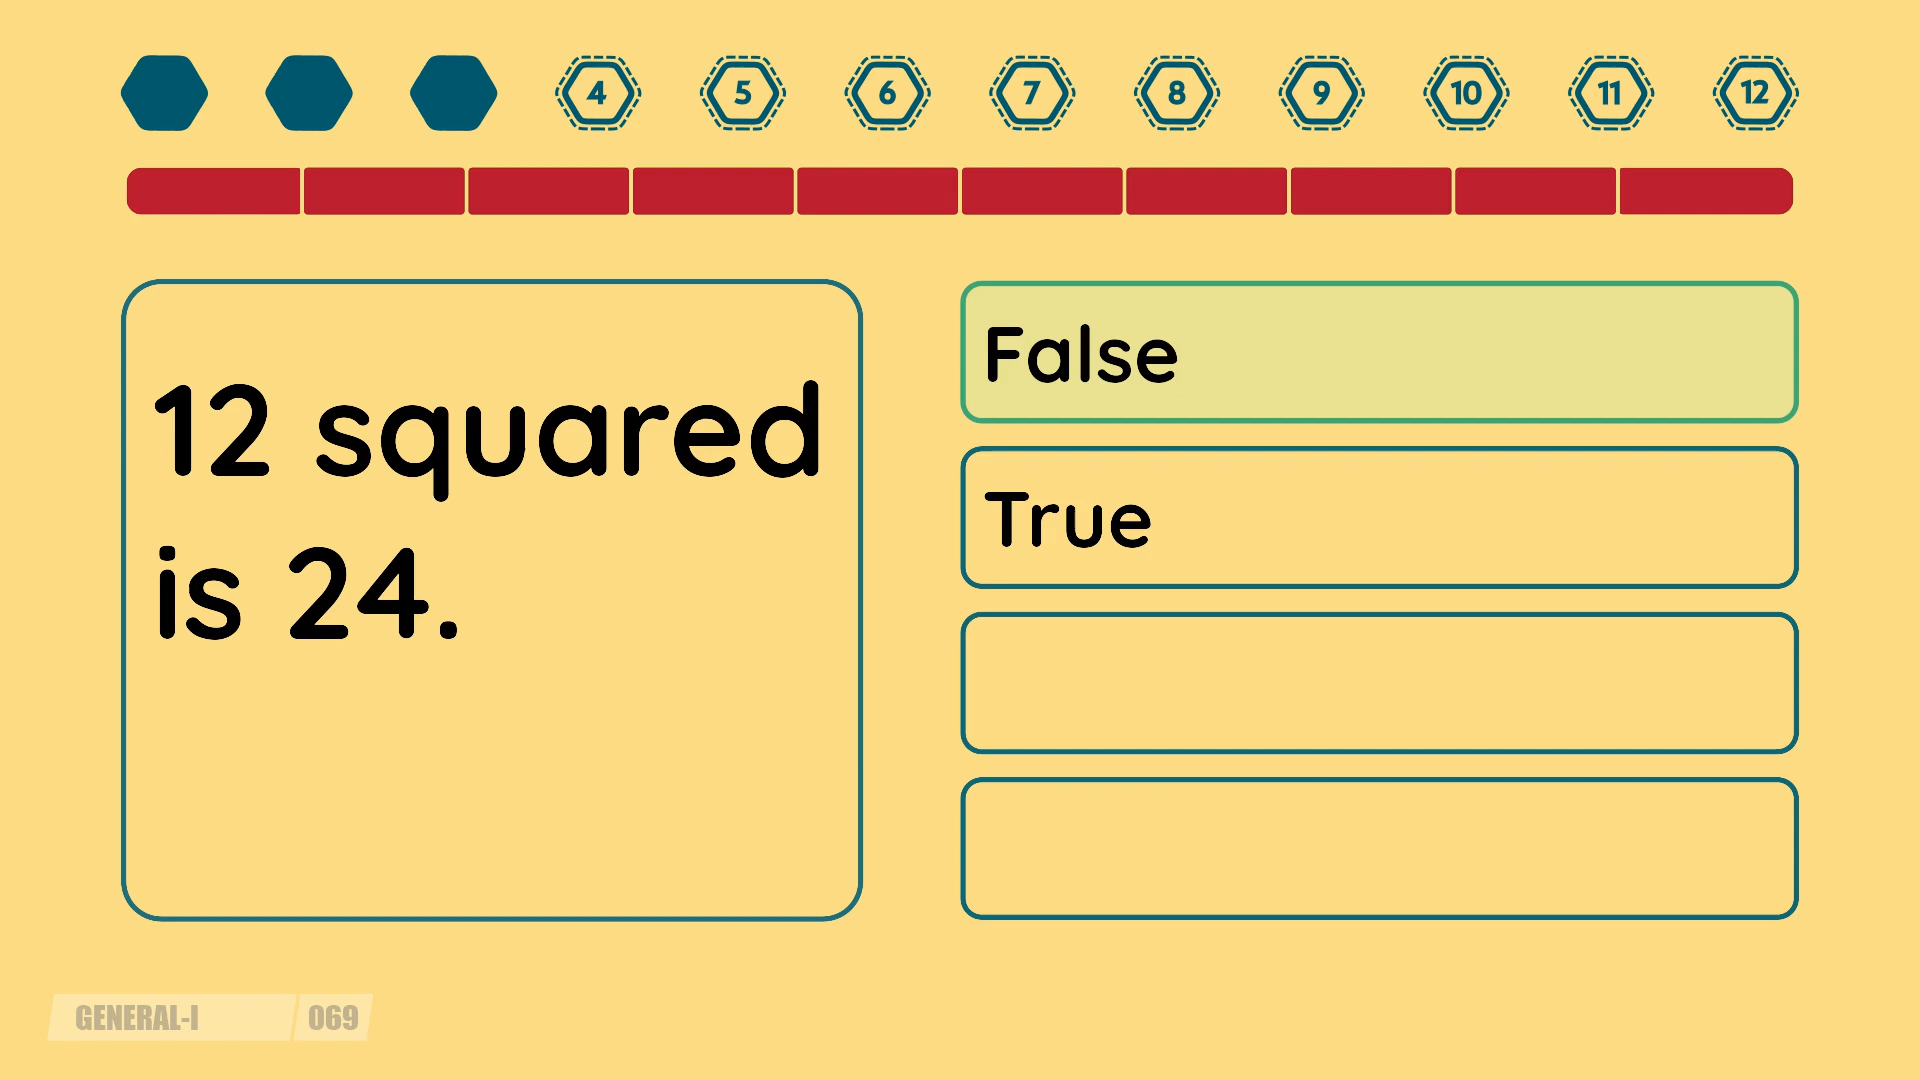 4 5 6 7 8 9 10 11 12
12 squared
is 24.
False
True
GENERAL-I 069